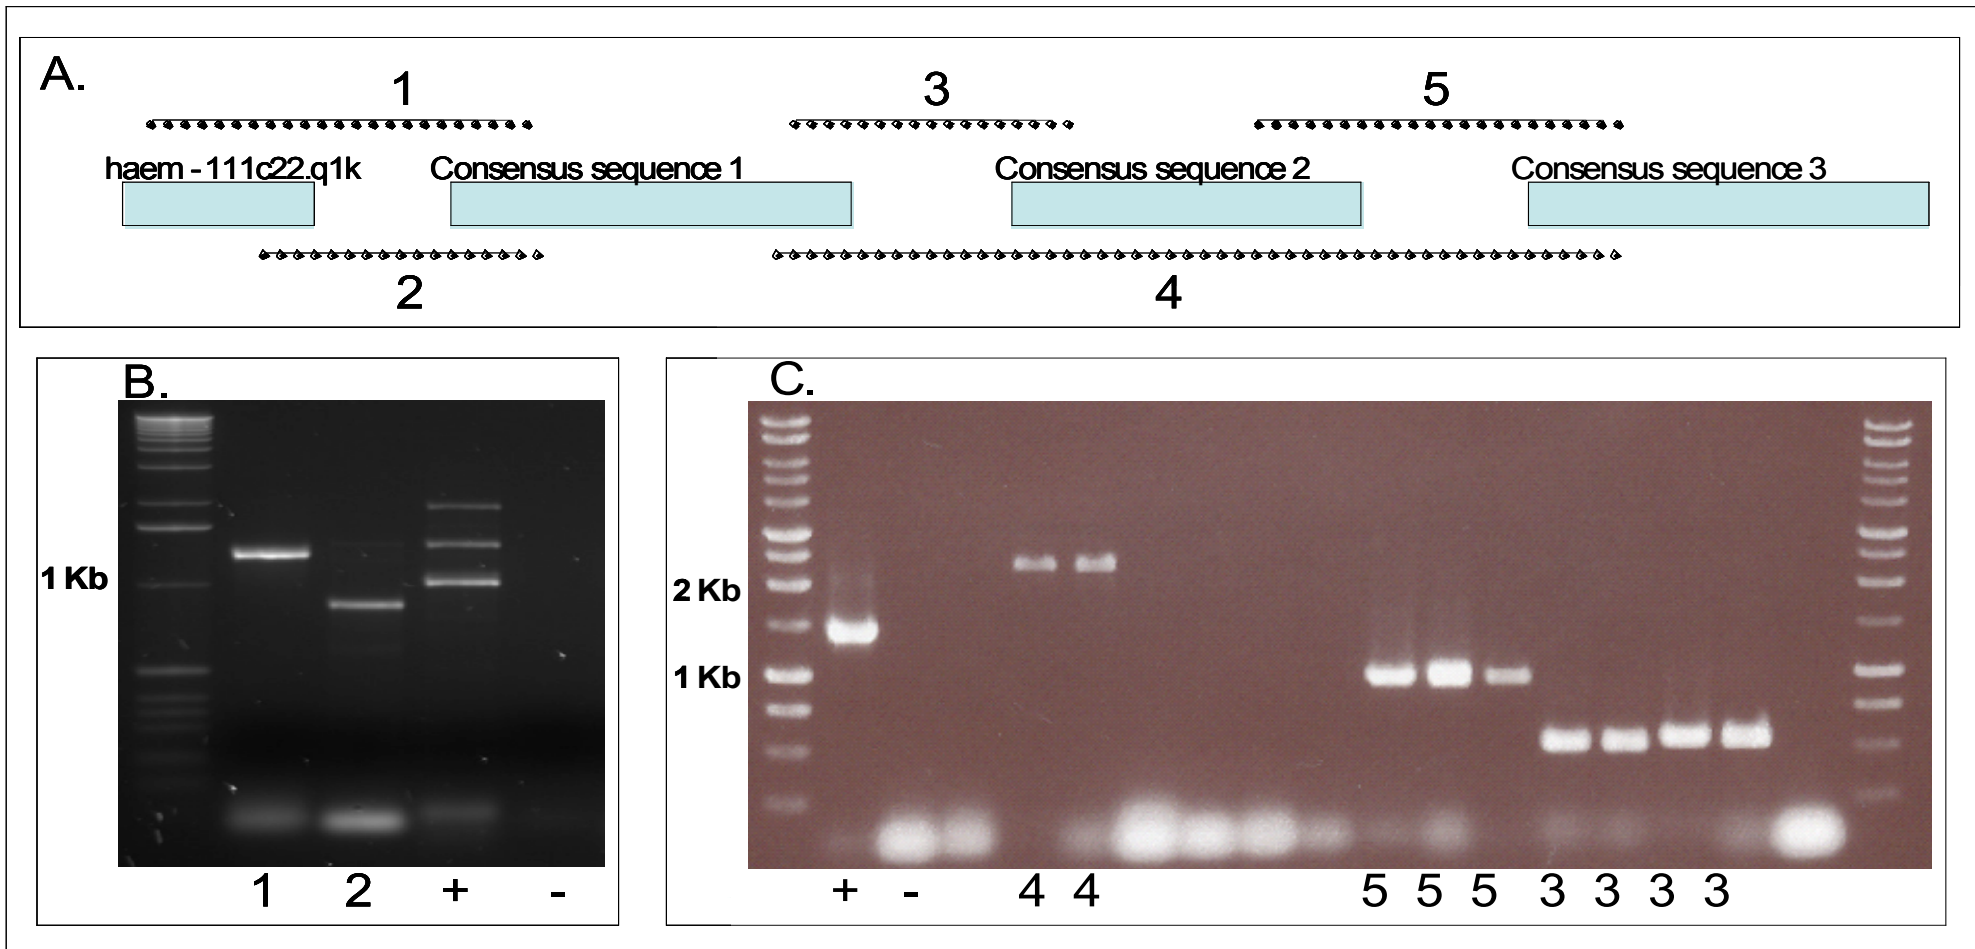 A.
1 3 5
haem - 111c22.q1k Consensus sequence 1 Consensus sequence 2 Consensus sequence 3
2 4
B.
1 Kb
1 2 + -
C.
2 Kb
1 Kb
+ - 4 4 5 5 5 3 3 3 3